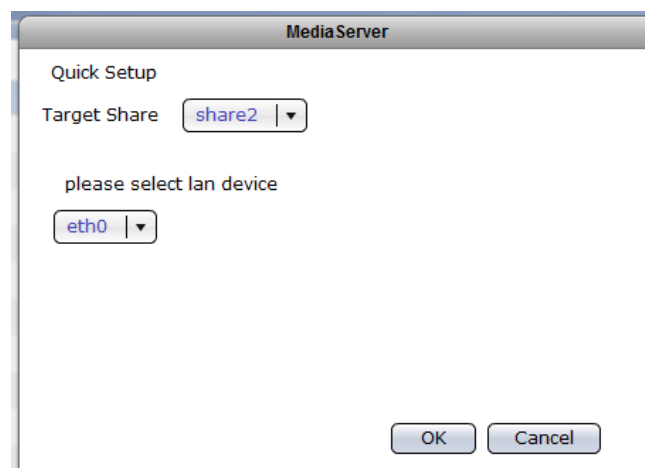 MediaServer
Quick Setup
Target Share share2
please select lan device
eth0
OK Cancel